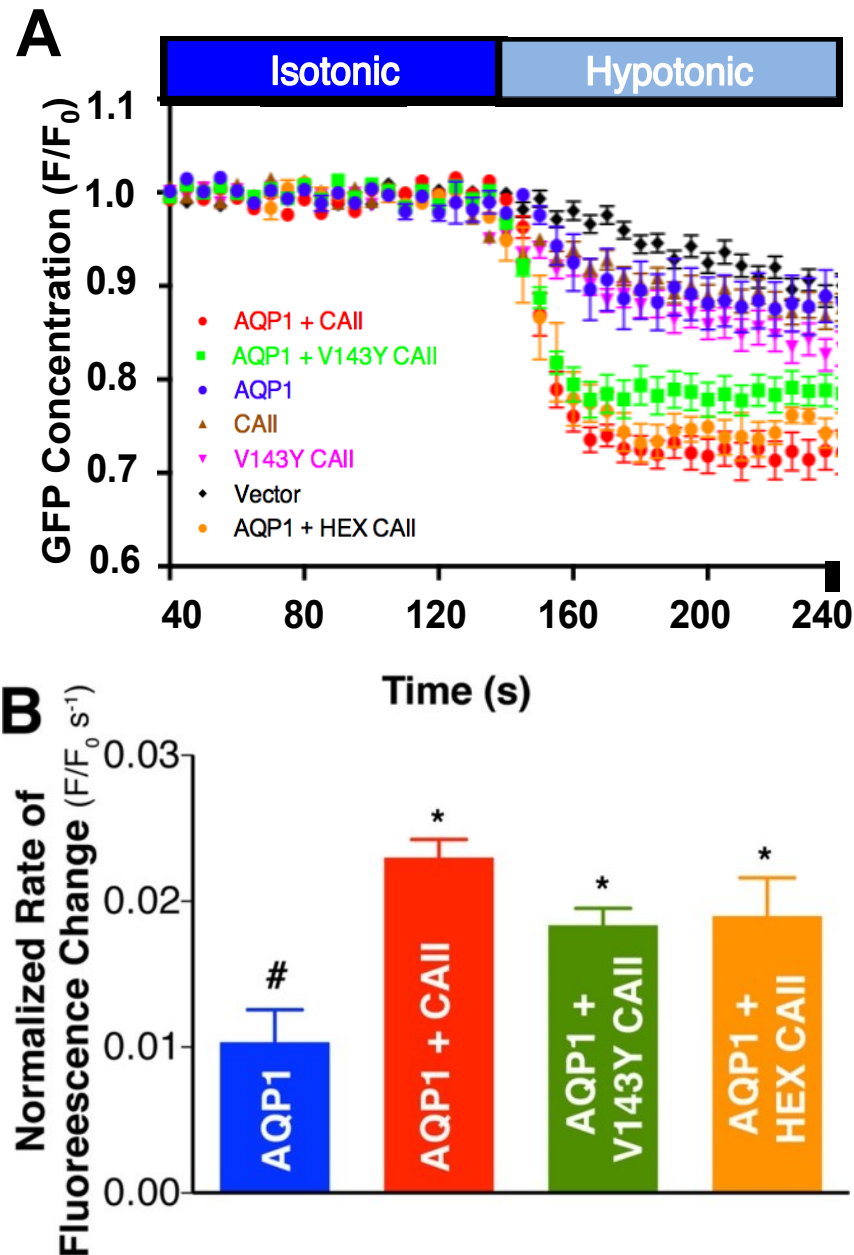 A
Isotonic Hypotonic
GFP Concentration (F/F0)
1.1
1.0
0.9
0.8
0.7
0.6
AQP1 + CAII
AQP1 + V143Y CAII
AQP1
CAII
V143Y CAII
Vector
AQP1 + HEX CAII
40 80 120 160 200 240
Time (s)
B
Normalized Rate of
Fluoreescence Change (F/F0 s-1)
0.03
0.02
0.01
0.00
#
*
*
*
AQP1
AQP1 + CAII
AQP1 +
V143Y CAII
AQP1 +
HEX CAII